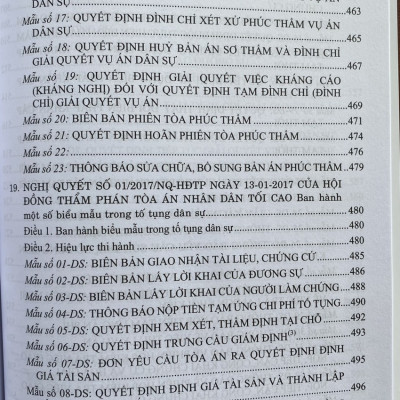 DÂN SỰ 463
Mẫu số 17: QUYẾT ĐỊNH ĐÌNH CHỈ XÉT XỬ PHÚC THẨM VỤ ÁN
DÂN SỰ 465
Mẫu số 18: QUYẾT ĐỊNH HUỶ BẢN ÁN SƠ THẨM VÀ ĐÌNH CHỈ
GIẢI QUYẾT VỤ ÁN DÂN SỰ 467
Mẫu số 19: QUYẾT ĐỊNH GIẢI QUYẾT VIỆC KHÁNG CÁO
(KHÁNG NGHỊ) ĐỐI VỚI QUYẾT ĐỊNH TẠM ĐÌNH CHỈ (ĐÌNH
CHỈ) GIẢI QUYẾT VỤ ÁN 469
Mẫu số 20: BIÊN BẢN PHIÊN TÒA PHÚC THẨM 471
Mẫu số 21: QUYẾT ĐỊNH HOÃN PHIÊN TÒA PHÚC THẨM 474
Mẫu số 22: 476
Mẫu số 23: THÔNG BÁO SỬA CHỮA, BỔ SUNG BẢN ÁN PHÚC THẨM 479
19. NGHỊ QUYẾT SỐ 01/2017/NQ-HĐTP NGÀY 13-01-2017 CỦA HỘI
ĐỒNG THẨM PHÁN TÒA ÁN NHÂN DÂN TỐI CAO Ban hành
một số biểu mẫu trong tố tụng dân sự 480
Điều 1. Ban hành biểu mẫu trong tố tụng dân sự 480
Điều 2. Hiệu lực thi hành 480
Mẫu số 01-DS: BIÊN BẢN GIAO NHẬN TÀI LIỆU, CHỨNG CỨ 485
Mẫu số 02-DS: BIÊN BẢN LẤY LỜI KHAI CỦA ĐƯƠNG SỰ 486
Mẫu số 03-DS: BIÊN BẢN LẤY LỜI KHAI CỦA NGƯỜI LÀM CHỨNG 488
Mẫu số 04-DS: THÔNG BÁO NỘP TIỀN TẠM ỨNG CHI PHÍ TỐ TỤNG 490
Mẫu số 05-DS: QUYẾT ĐỊNH XEM XÉT, THẨM ĐỊNH TẠI CHỖ 492
Mẫu số 06-DS: QUYẾT ĐỊNH TRƯNG CẦU GIÁM ĐỊNH(3) 493
Mẫu số 07-DS: ĐƠN YÊU CẦU TÒA ÁN RA QUYẾT ĐỊNH ĐỊNH
GIÁ TÀI SẢN 495
Mẫu số 08-DS: QUYẾT ĐỊNH ĐỊNH GIÁ TÀI SẢN VÀ THÀNH LẬP
496